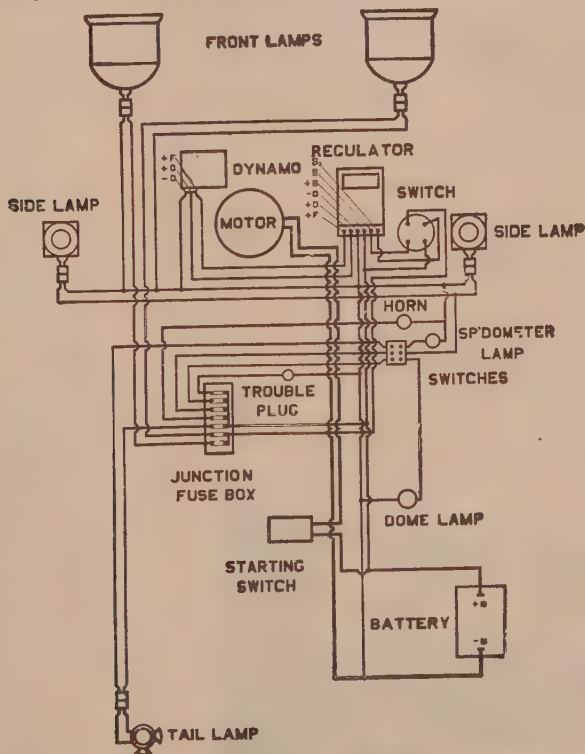 FRONT LAMPS
+F
+D
-D
DYNAMO
REGULATOR
+B
-D
+D
+F
SWITCH
SIDE LAMP
MOTOR
SIDE LAMP
HORN
SP'DOMETER
LAMP
SWITCHES
TROUBLE
PLUG
JUNCTION
FUSE BOX
DOME LAMP
STARTING
SWITCH
BATTERY
+B
-B
TAIL LAMP